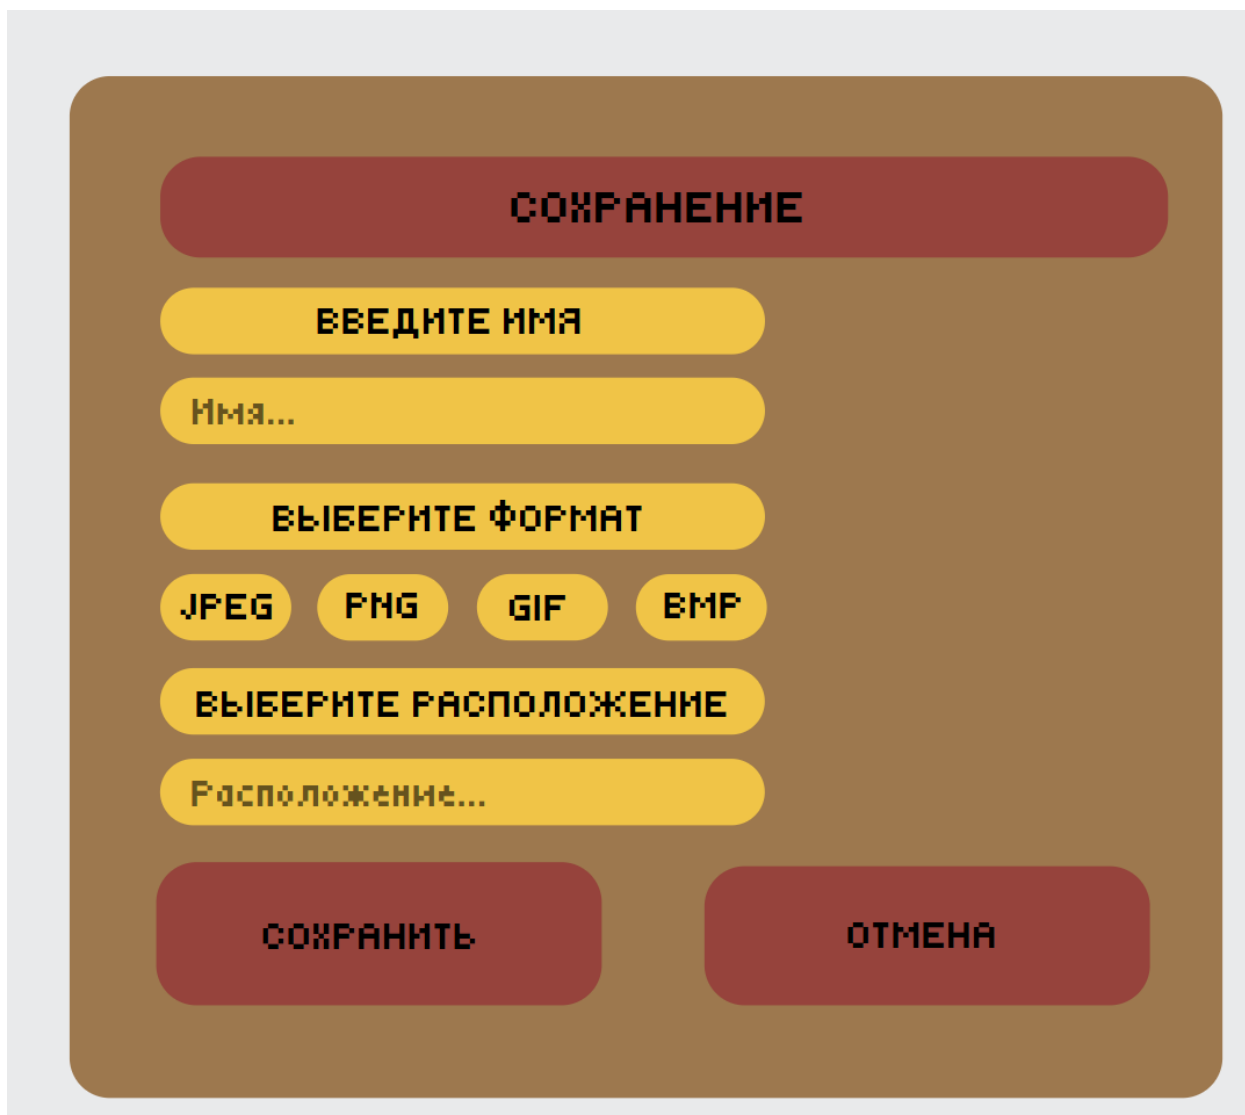 СОХРАНЕНИЕ
ВВЕДИТЕ ИМЯ
Имя...
ВЫБЕРИТЕ ФОРМАТ
JPEG PNG GIF BMP
ВЫБЕРИТЕ РАСПОЛОЖЕНИЕ
Расположение...
СОХРАНИТЬ ОТМЕНА